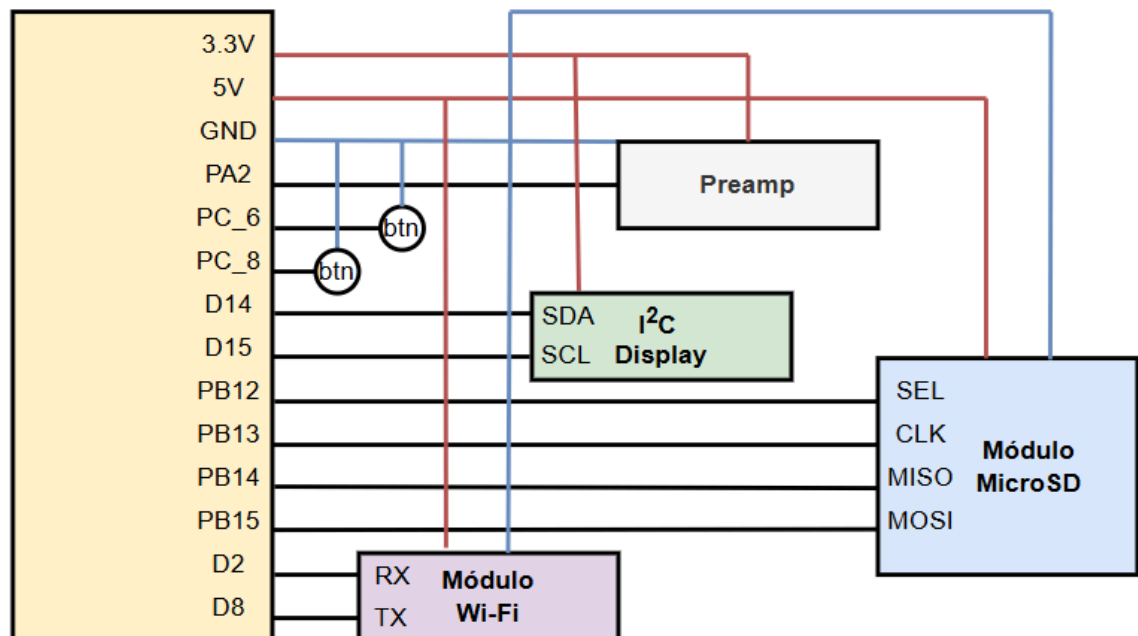 3.3V
5V
GND
PA2
PC_6
PC_8
D14
D15
PB12
PB13
PB14
PB15
D2
D8
btn
btn
Preamp
SDA
SCL
I²C
Display
SEL
CLK
MISO
MOSI
Módulo
MicroSD
RX
TX
Módulo
Wi-Fi